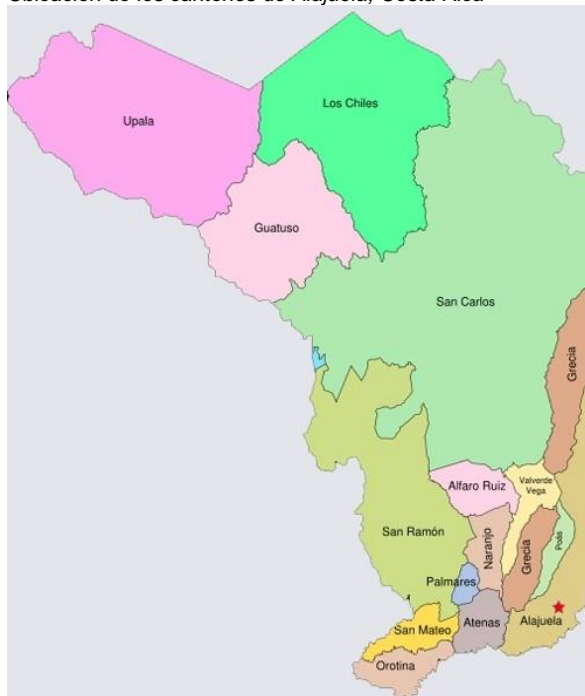 Ubicación de los cantones de Alajuela, Costa Rica
Upala
Los Chiles
Guatuso
San Carlos
Grecia
Alfaro Ruiz
Valverde
Vega
San Ramón
Naranjo
Grecia
Poás
Palmares
San Mateo
Atenas
Alajuela
Orotina